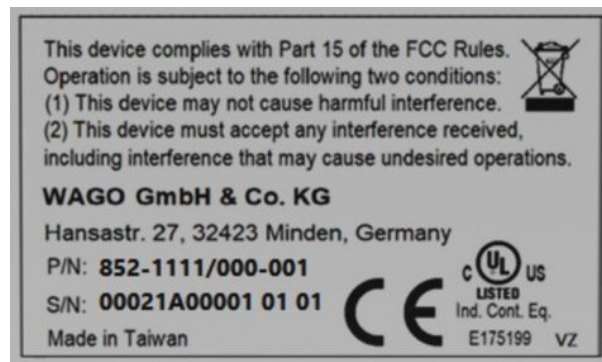 This device complies with Part 15 of the FCC Rules.
Operation is subject to the following two conditions:
(1) This device may not cause harmful interference.
(2) This device must accept any interference received,
including interference that may cause undesired operations.
WAGO GmbH & Co. KG
Hansastr. 27, 32423 Minden, Germany
P/N: 852-1111/000-001
S/N: 00021A00001 01 01
Made in Taiwan
CE
C UL US
LISTED
Ind. Cont. Eq.
E175199 VZ